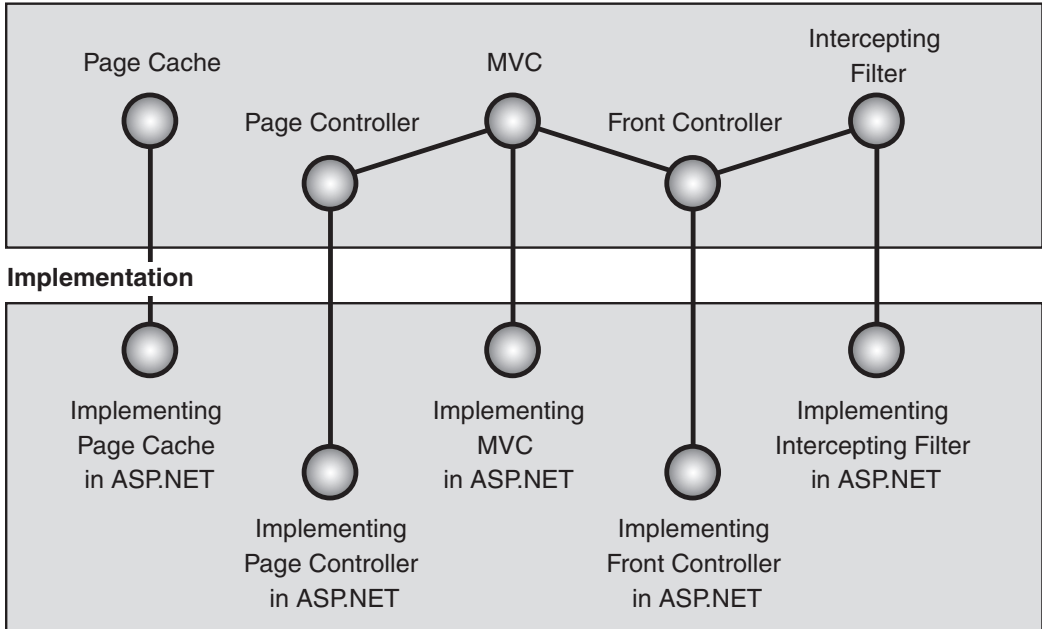 Page Cache
MVC
Intercepting
Filter
Page Controller
Front Controller
Implementation
Implementing
Page Cache
in ASP.NET
Implementing
MVC
in ASP.NET
Implementing
Intercepting Filter
in ASP.NET
Implementing
Page Controller
in ASP.NET
Implementing
Front Controller
in ASP.NET